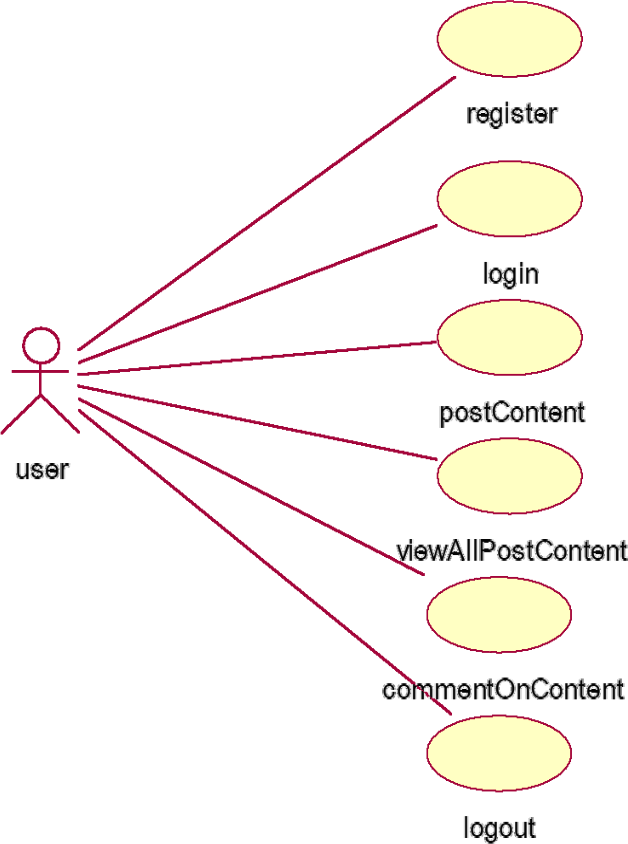 register
login
postContent
user
viewAllPostContent
commentOnContent
logout